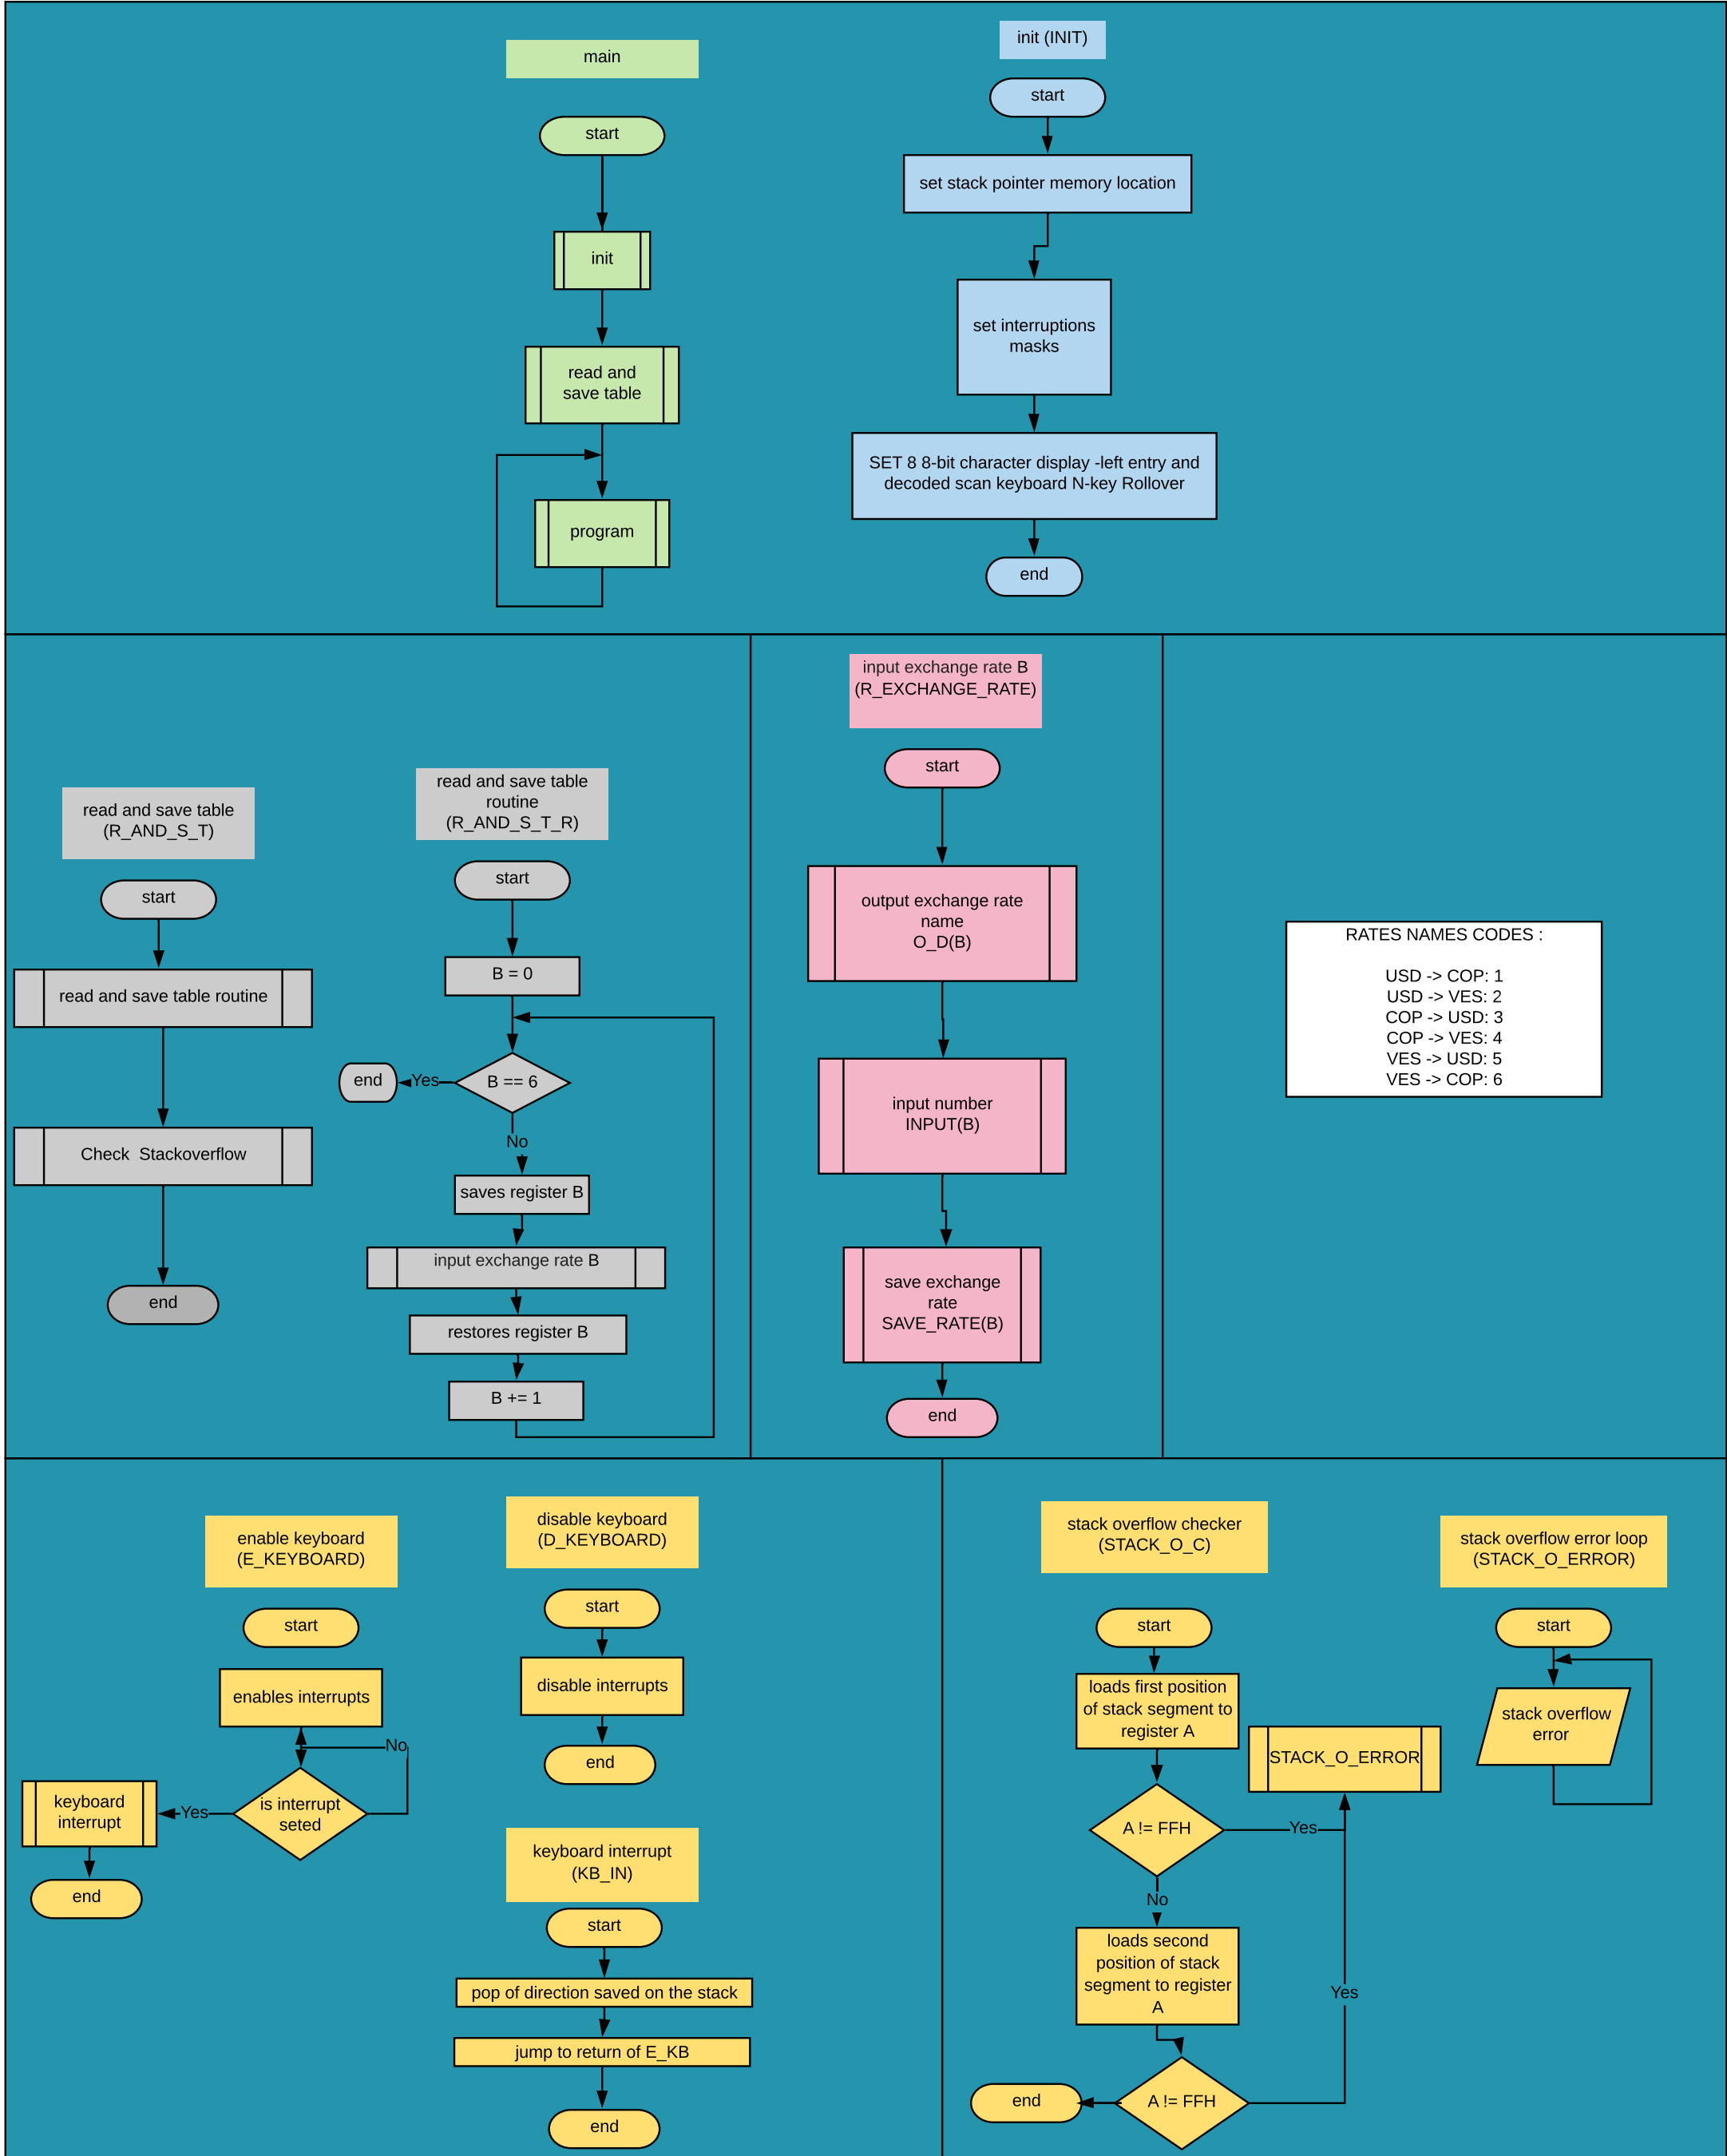 main
start
init
read and
save table
program
init (INIT)
start
set stack pointer memory location
set interruptions
masks
SET 8 8-bit character display -left entry and
decoded scan keyboard N-key Rollover
end
read and save table
(R_AND_S_T)
start
read and save table routine
Check  Stackoverflow
end
read and save table
routine
(R_AND_S_T_R)
start
B = 0
B == 6
Yes
end
No
saves register B
input exchange rate B
restores register B
B += 1
input exchange rate B
(R_EXCHANGE_RATE)
start
output exchange rate
name
O_D(B)
input number
INPUT(B)
save exchange
rate
SAVE_RATE(B)
end
RATES NAMES CODES :
USD -> COP: 1
USD -> VES: 2
COP -> USD: 3
COP -> VES: 4
VES -> USD: 5
VES -> COP: 6
enable keyboard
(E_KEYBOARD)
start
enables interrupts
No
is interrupt
seted
Yes
keyboard
interrupt
end
disable keyboard
(D_KEYBOARD)
start
disable interrupts
end
keyboard interrupt
(KB_IN)
start
pop of direction saved on the stack
jump to return of E_KB
end
stack overflow checker
(STACK_O_C)
start
loads first position
of stack segment to
register A
A != FFH
Yes
STACK_O_ERROR
No
loads second
position of stack
segment to register
A
Yes
A != FFH
end
stack overflow error loop
(STACK_O_ERROR)
start
stack overflow
error